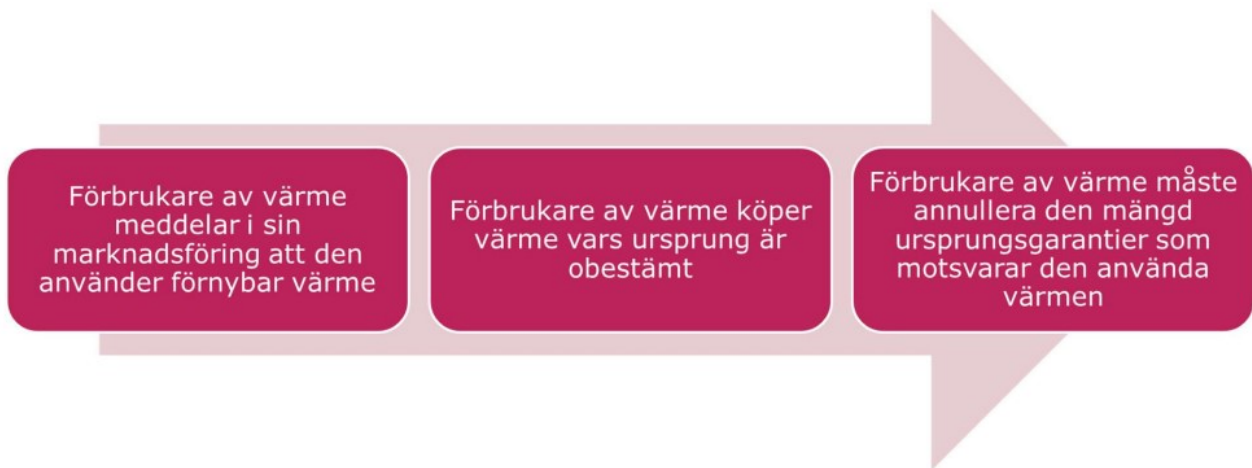 Förbrukare av värme
meddelar i sin
marknadsföring att den
använder förnybar värme
Förbrukare av värme köper
värme vars ursprung är
obestämt
Förbrukare av värme måste
annullera den mängd
ursprungsgarantier som
motsvarar den använda
värmen